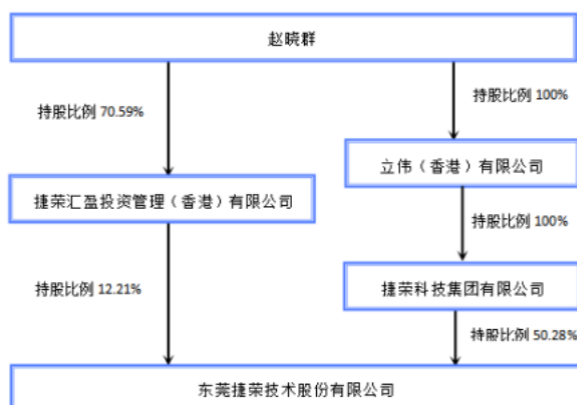 赵晓群
持股比例 100%
持股比例 70.59%
立伟（香港）有限公司
捷荣汇盈投资管理（香港）有限公司
持股比例 100%
持股比例 12.21%
捷荣科技集团有限公司
持股比例 50.28%
东莞捷荣技术股份有限公司